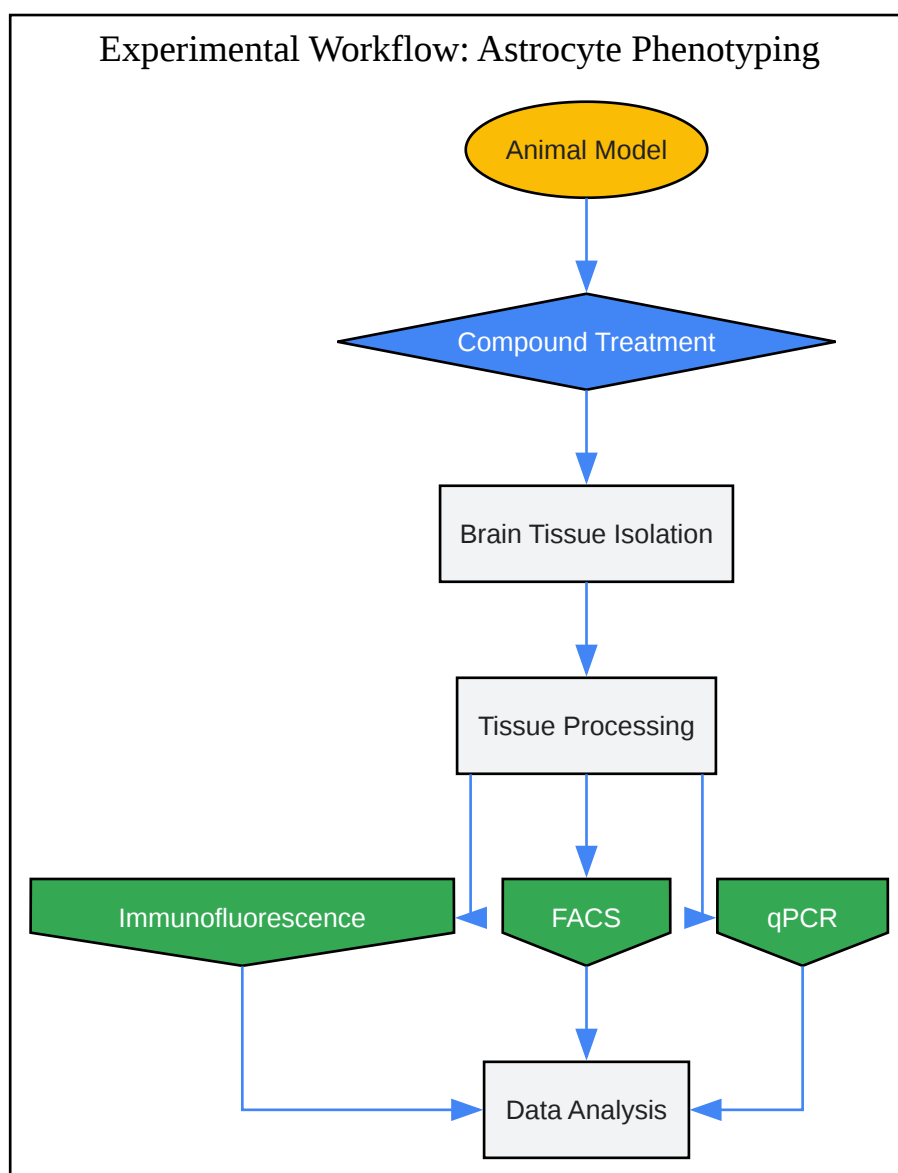 Experimental Workflow: Astrocyte Phenotyping
Animal Model
Compound Treatment
Brain Tissue Isolation
Tissue Processing
Immunofluorescence
FACS
qPCR
Data Analysis